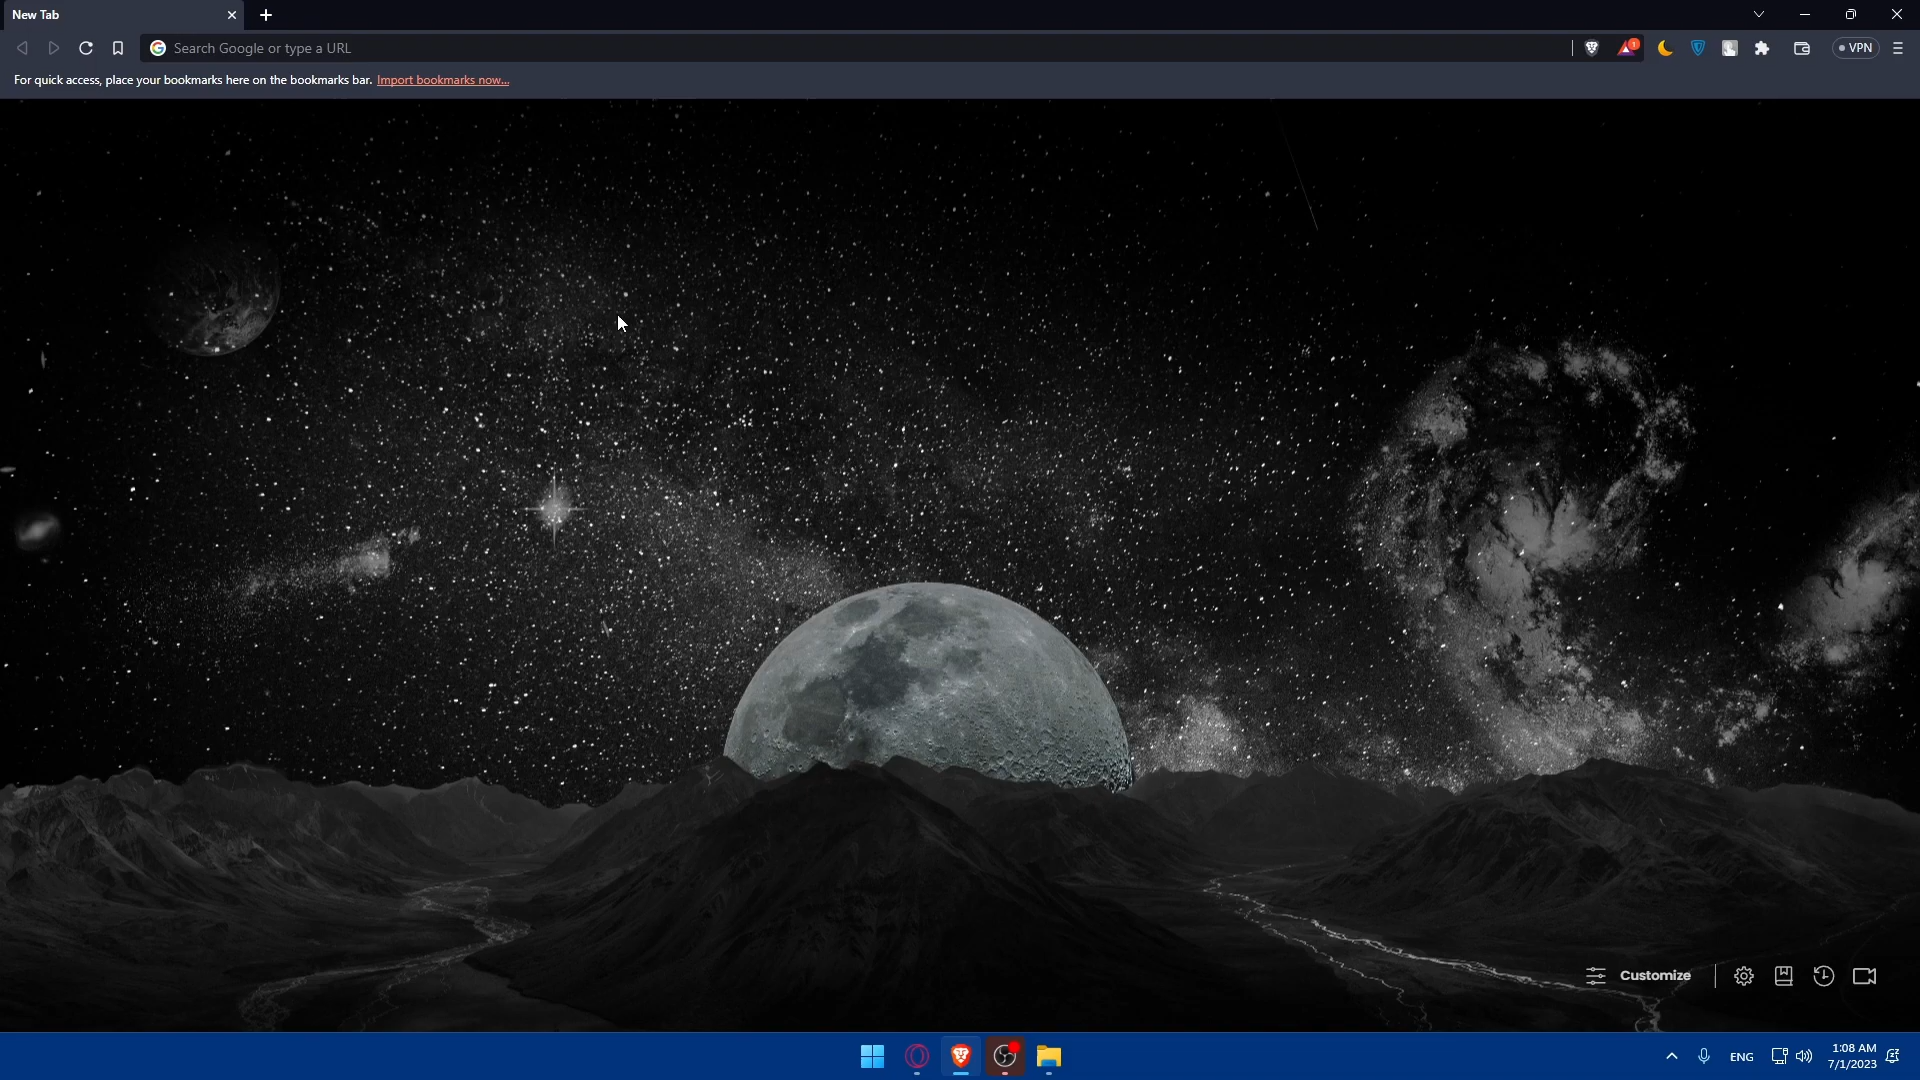 New Tab
Search Google or type a URL
1
VPN
For quick access, place your bookmarks here on the bookmarks bar. Import bookmarks now...
Customize
ENG
1:08 AM
7/1/2023